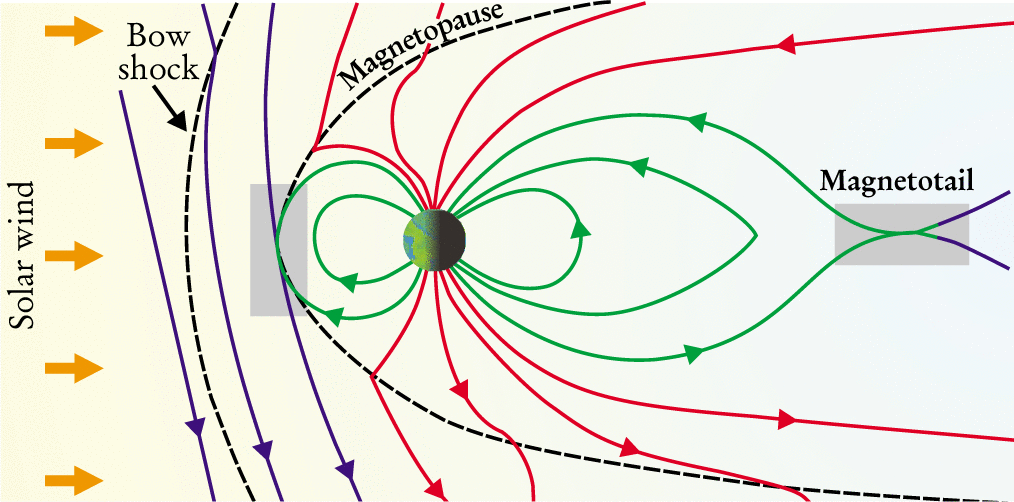 Bow
shock
Magnetopause
Magnetotail
Solar wind